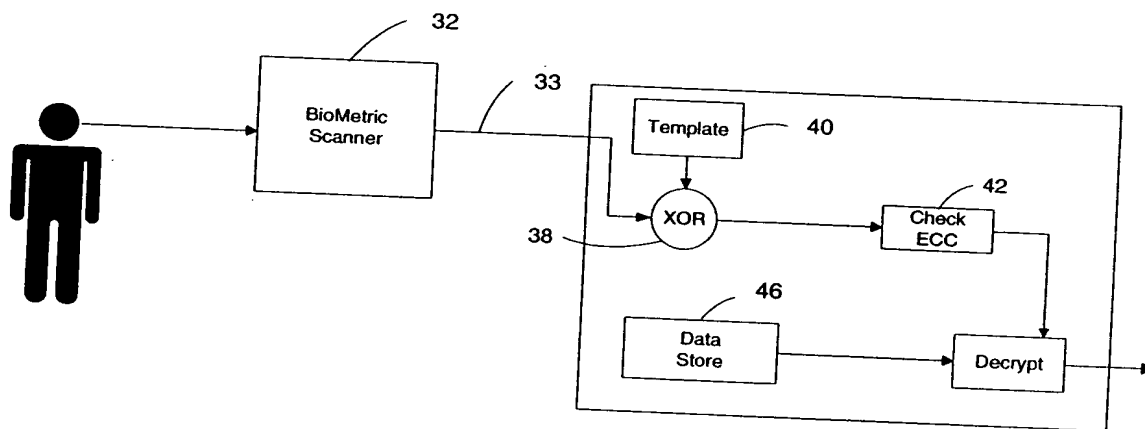 32
BioMetric
Scanner
33
Template
40
XOR
38
42
Check
ECC
46
Data
Store
Decrypt